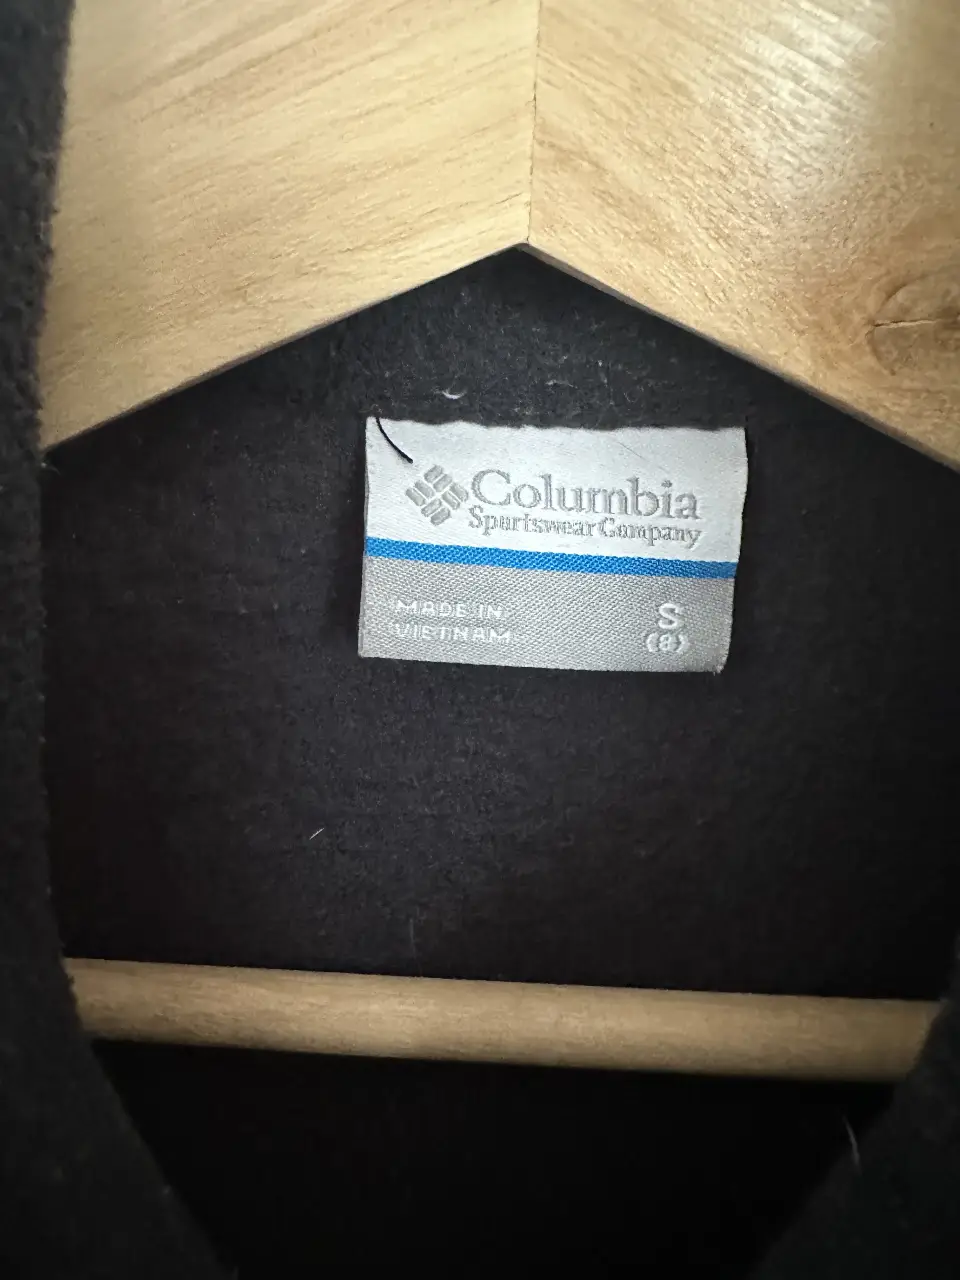 Columbia
Sportswear Company
MADE IN
VIETNAM
S
(8)